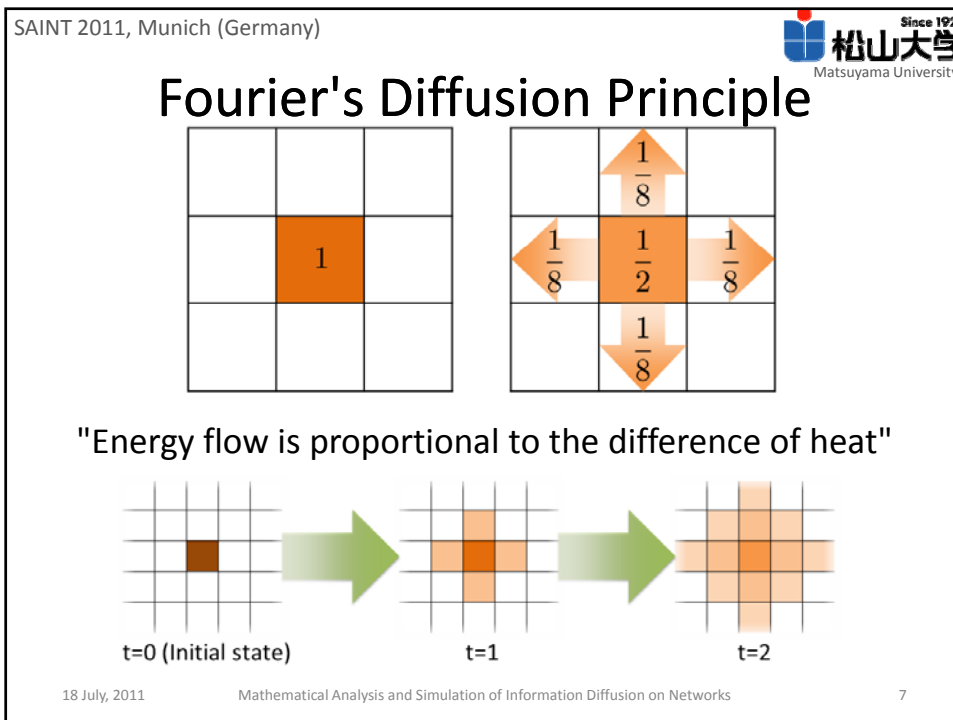 SAINT 2011, Munich (Germany)
Since 192
松山大学
Matsuyama University
Fourier's Diffusion Principle
1
1/8
1/8
1/2
1/8
1/8
"Energy flow is proportional to the difference of heat"
t=0 (Initial state)
t=1
t=2
18 July, 2011
Mathematical Analysis and Simulation of Information Diffusion on Networks
7